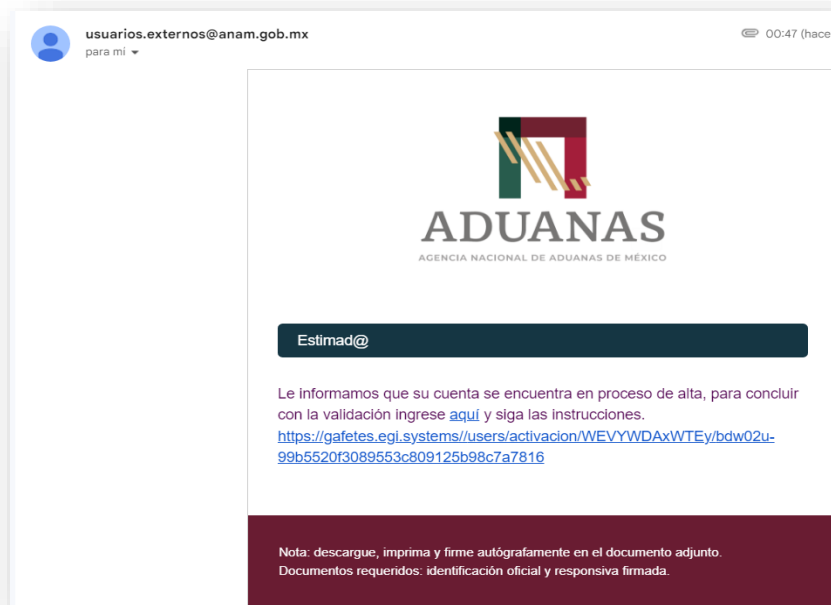 usuarios.externos@anam.gob.mx
00:47 (hace
para mí
ADUANAS
AGENCIA NACIONAL DE ADUANAS DE MÉXICO
Estimad@
Le informamos que su cuenta se encuentra en proceso de alta, para concluir
con la validación ingrese aquí y siga las instrucciones.
https://gafetes.egi.systems//users/activacion/WEVYWDAxWTEy/bdw02u-
99b5520f3089553c809125b98c7a7816
Nota: descargue, imprima y firme autógrafamente en el documento adjunto.
Documentos requeridos: identificación oficial y responsiva firmada.